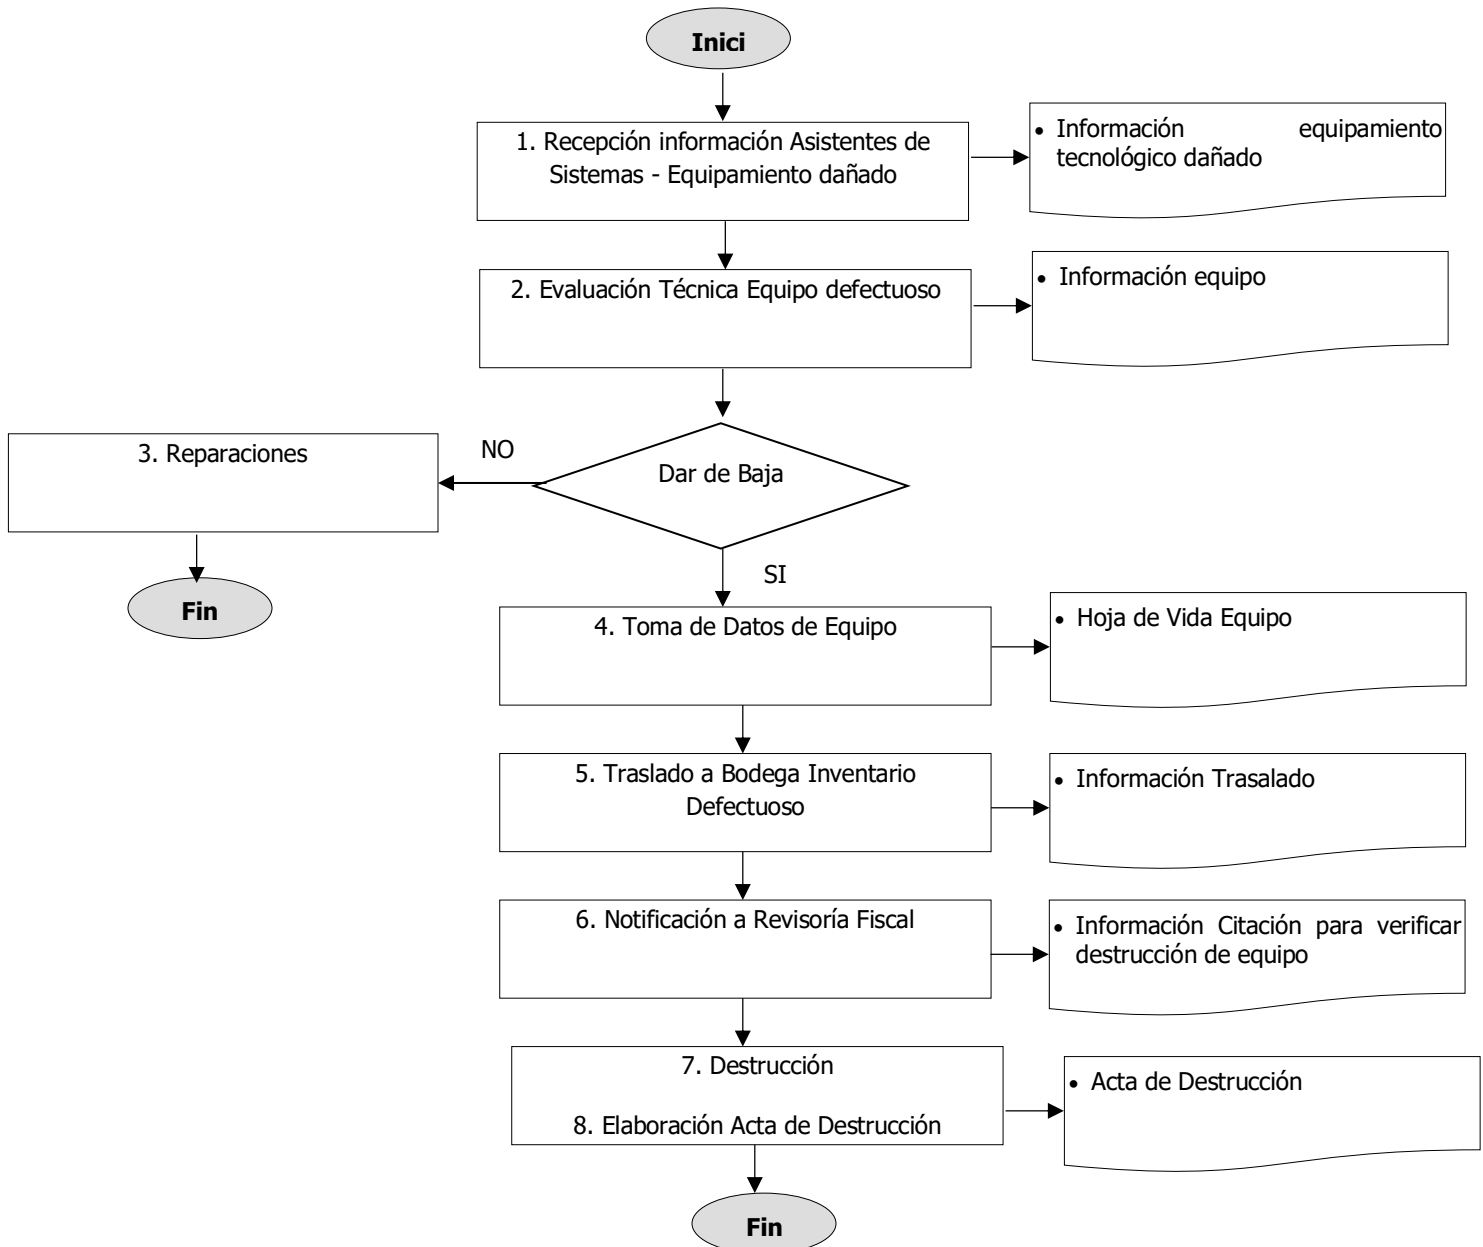 Inici
1. Recepción información Asistentes de
Sistemas - Equipamiento dañado
• Información equipamiento
tecnológico dañado
2. Evaluación Técnica Equipo defectuoso
• Información equipo
Dar de Baja
NO
3. Reparaciones
Fin
SI
4. Toma de Datos de Equipo
• Hoja de Vida Equipo
5. Traslado a Bodega Inventario
Defectuoso
• Información Trasalado
6. Notificación a Revisoría Fiscal
• Información Citación para verificar
destrucción de equipo
7. Destrucción
8. Elaboración Acta de Destrucción
• Acta de Destrucción
Fin